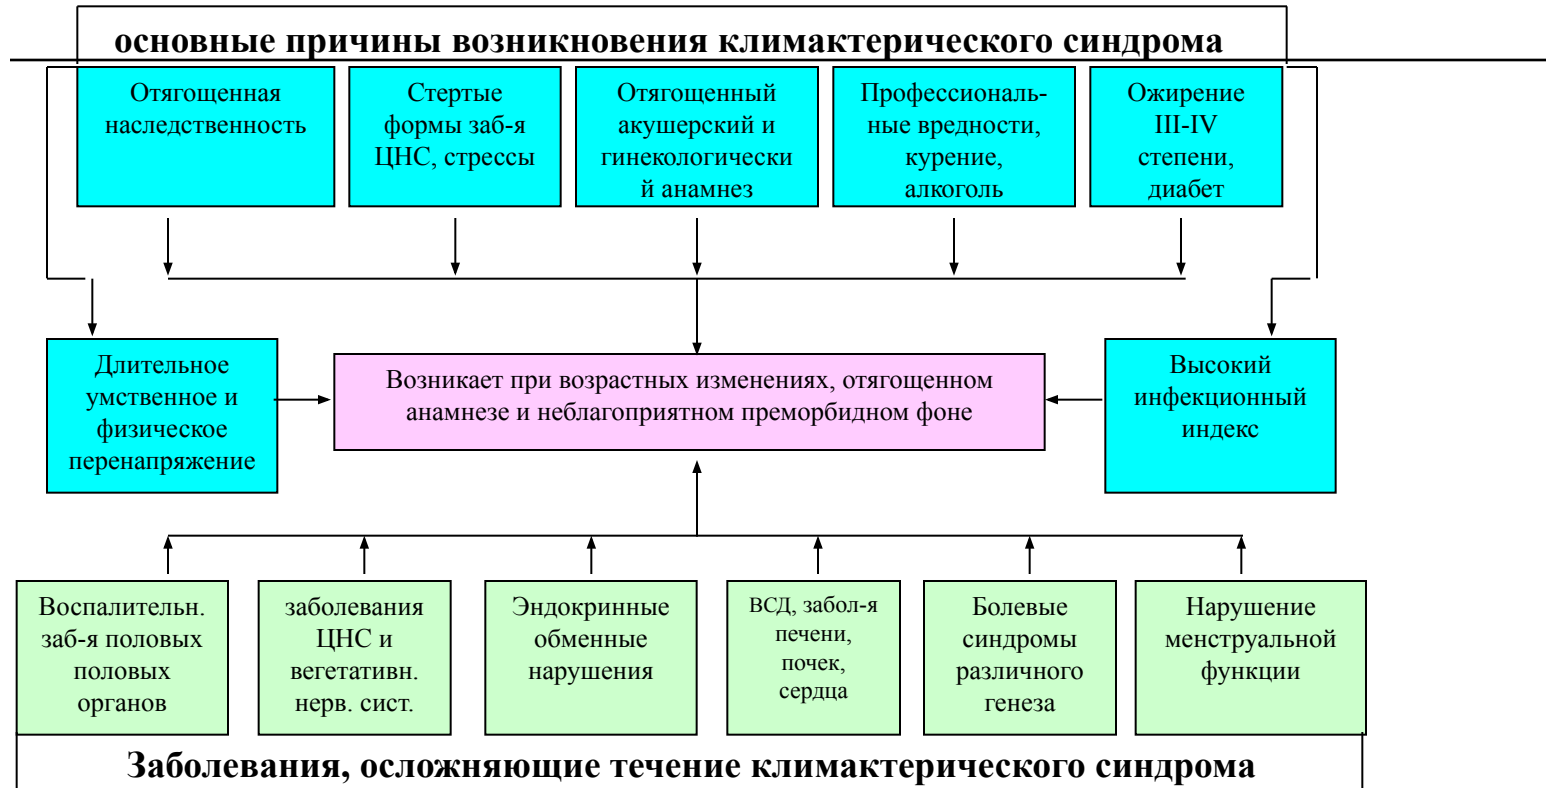 основные причины возникновения климактерического синдрома
Отягощенная
наследственность
Стертые
формы заб-я
ЦНС, стрессы
Отягощенный
акушерский и
гинекологически
й анамнез
Профессиональ-
ные вредности,
курение,
алкоголь
Ожирение
III-IV
степени,
диабет
Длительное
умственное и
физическое
перенапряжение
Возникает при возрастных изменениях, отягощенном
анамнезе и неблагоприятном преморбидном фоне
Высокий
инфекционный
индекс
Воспалительн.
заб-я половых
половых
органов
заболевания
ЦНС и
вегетативн.
нерв. сист.
Эндокринные
обменные
нарушения
ВСД, забол-я
печени,
почек,
сердца
Болевые
синдромы
различного
генеза
Нарушение
менструальной
функции
Заболевания, осложняющие течение климактерического синдрома